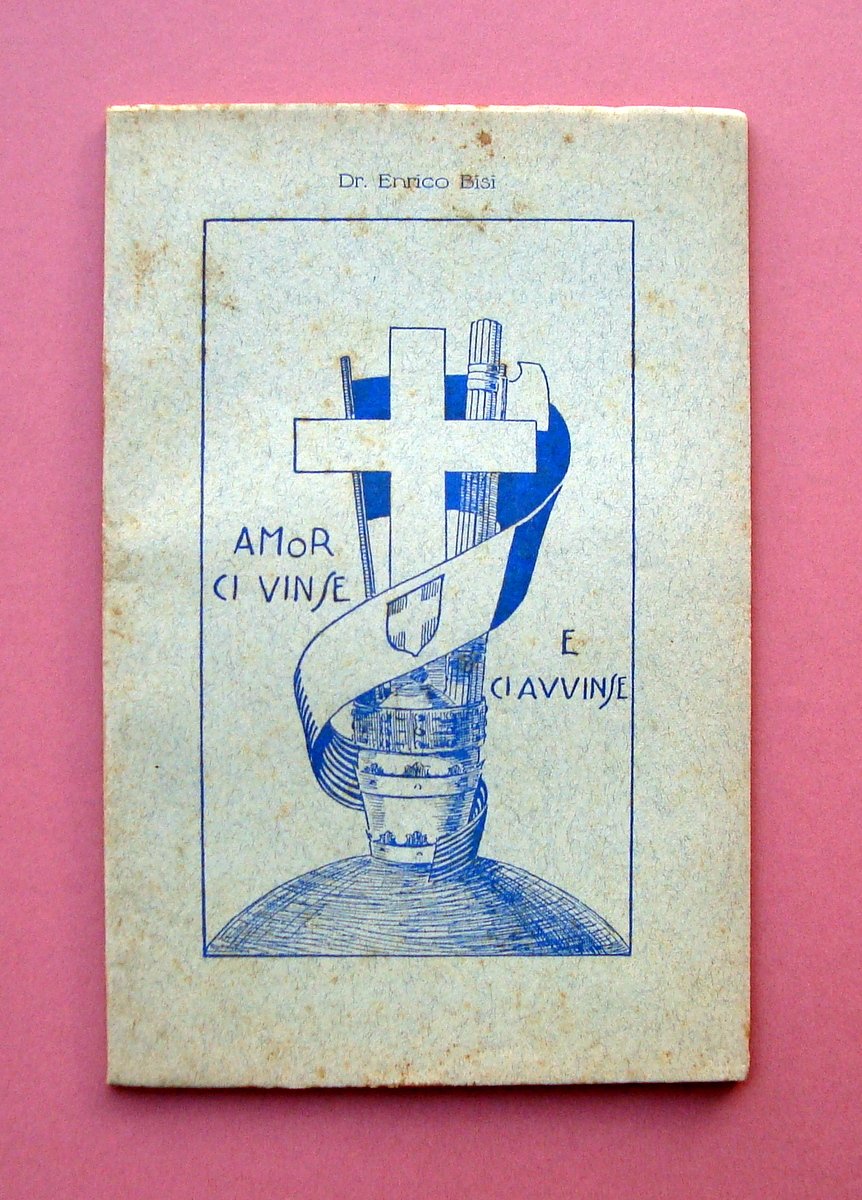 Dr. Enrico Bisi
AMOR
CI VINSE
E
CI AVVINSE